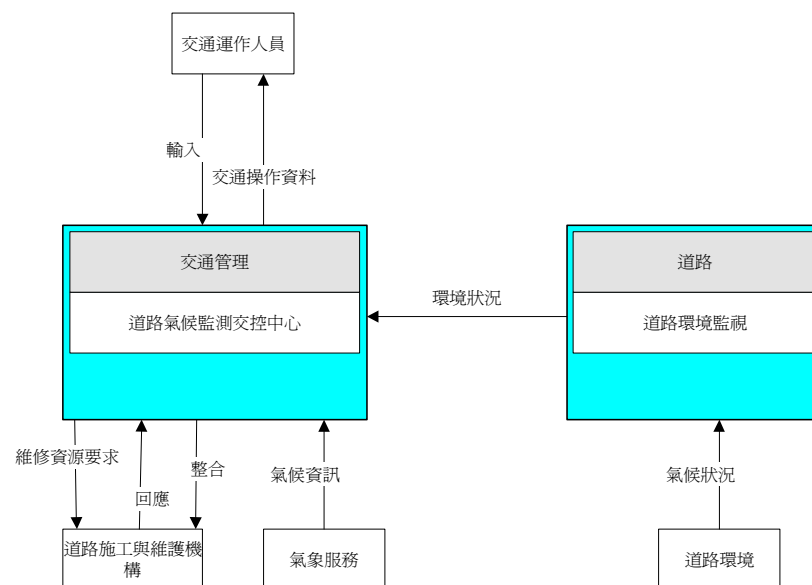 交通運作人員
輸入
交通操作資料
交通管理
道路氣候監測交控中心
環境狀況
道路
道路環境監視
維修資源要求
回應
整合
氣候資訊
氣候狀況
道路施工與維護機
構
氣象服務
道路環境